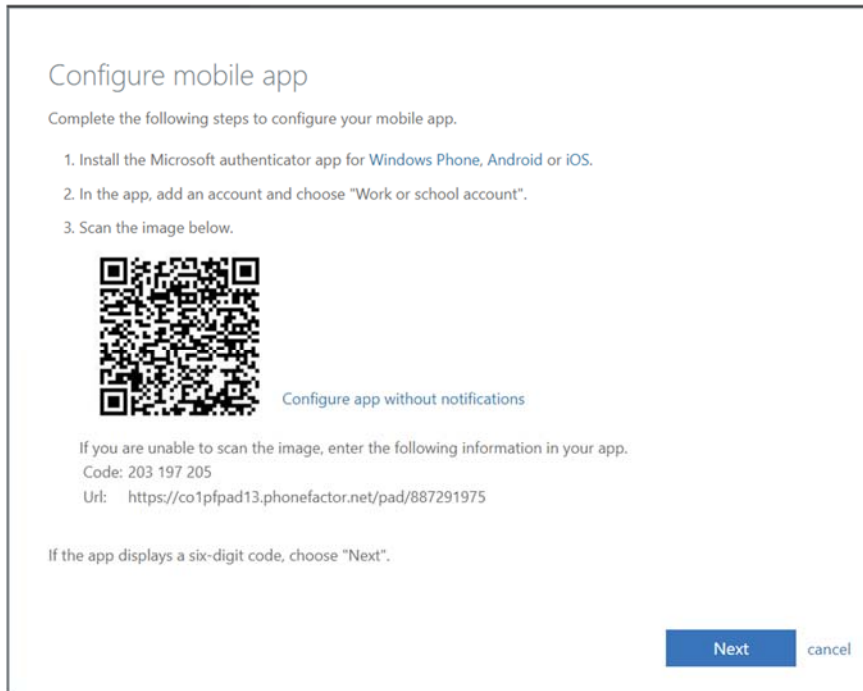 Configure mobile app
Complete the following steps to configure your mobile app.
1. Install the Microsoft authenticator app for Windows Phone, Android or iOS.
2. In the app, add an account and choose "Work or school account".
3. Scan the image below.
Configure app without notifications
If you are unable to scan the image, enter the following information in your app.
Code: 203 197 205
Url: https://co1pfpad13.phonefactor.net/pad/887291975
If the app displays a six-digit code, choose "Next".
Next cancel